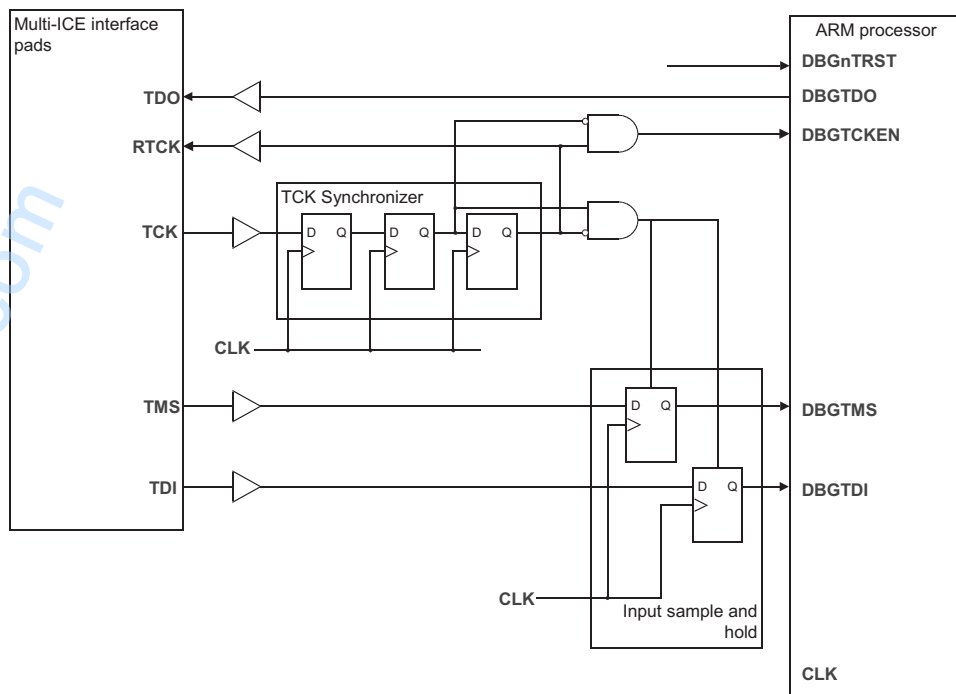 Multi-ICE interface
pads
ARM processor
DBGnTRST
TDO
DBGTDO
RTCK
DBGTCKEN
TCK Synchronizer
TCK
D Q
D Q
D Q
CLK
TMS
D Q
DBGTMS
TDI
D Q
DBGTDI
CLK
Input sample and
hold
CLK
com